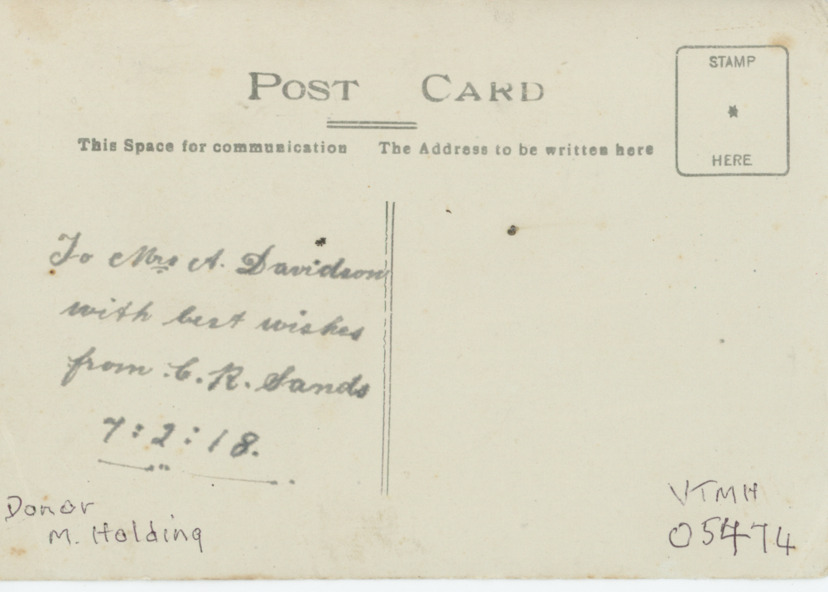 POST CARD
STAMP
HERE
This Space for communication
The Address to be written here
To Mrs A. Davidson
with best wishes
from C. R. Sands
7:2:18.
Donor
M. Holding
VTMH
05474